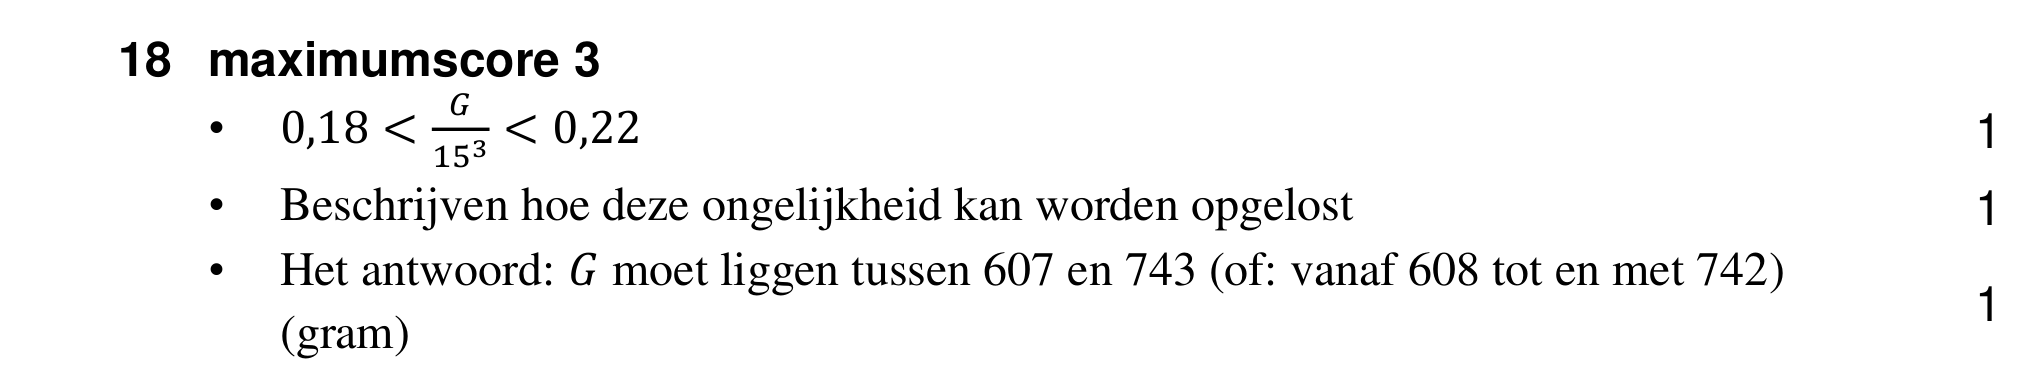 18 maximumscore 3
• 0,18 < G/15³ < 0,22 1
• Beschrijven hoe deze ongelijkheid kan worden opgelost 1
• Het antwoord: G moet liggen tussen 607 en 743 (of: vanaf 608 tot en met 742)
(gram) 1